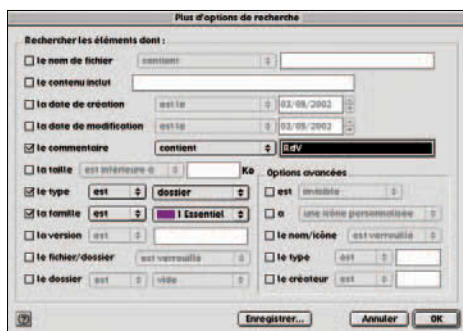 Plus d'options de recherche
Rechercher les éléments dont :
le nom de fichier contient
le contenu inclut
la date de création est le 03/09/2002
la date de modification est le 03/09/2002
le commentaire contient RdV
la taille est inférieure à Ko
Options avancées
le type est dossier
est invisible
la famille est 1 Essentiel
a une icône personnalisée
la version est
le nom/icône est verrouillé
le fichier/dossier est verrouillé
le type est
le dossier est vide
le créateur est
?
Enregistrer... Annuler OK